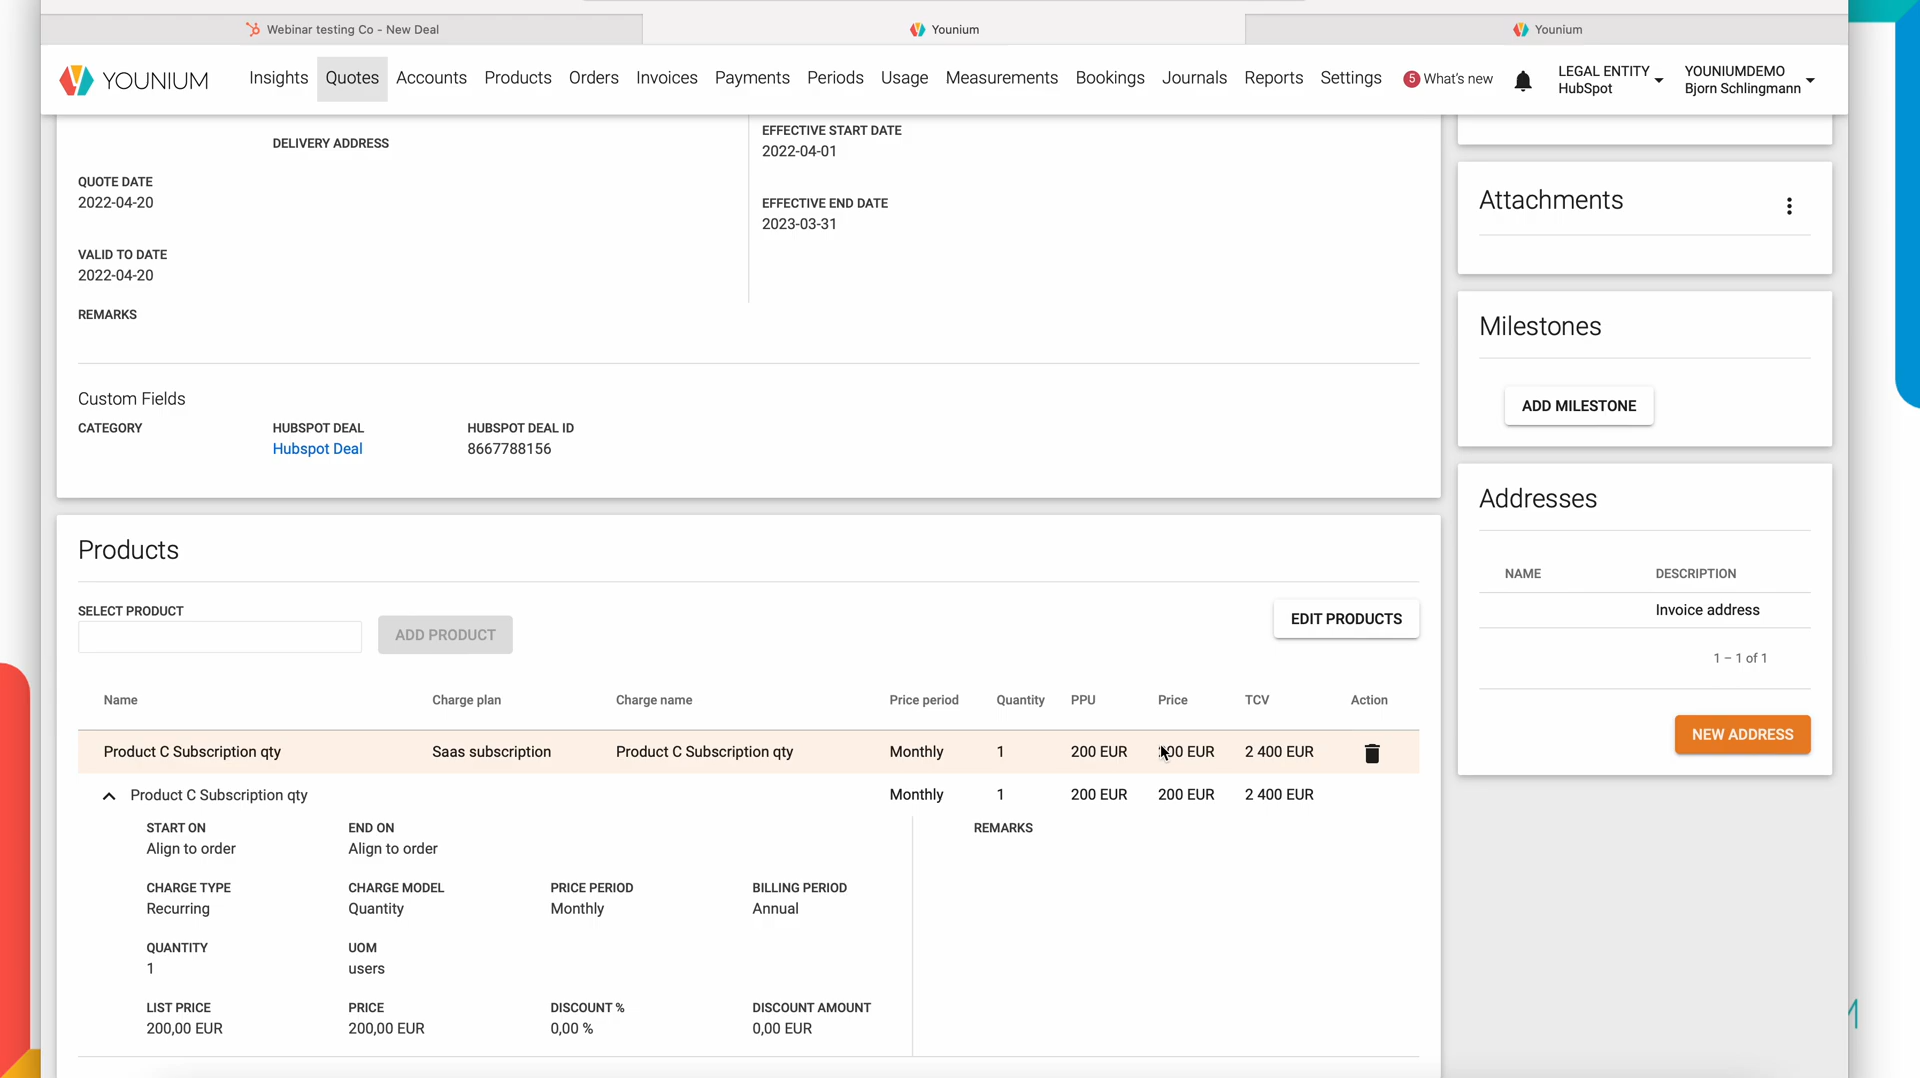 Webinar testing Co - New Deal
Younium
Younium
YOUNIUM
Insights Quotes Accounts Products Orders Invoices Payments Periods Usage Measurements Bookings Journals Reports Settings
5 What's new
LEGAL ENTITY
HubSpot
YOUNIUMDEMO
Bjorn Schlingmann
DELIVERY ADDRESS
QUOTE DATE
2022-04-20
VALID TO DATE
2022-04-20
REMARKS
EFFECTIVE START DATE
2022-04-01
EFFECTIVE END DATE
2023-03-31
Custom Fields
CATEGORY HUBSPOT DEAL HUBSPOT DEAL ID
Hubspot Deal 8667788156
Attachments
Milestones
ADD MILESTONE
Addresses
NAME DESCRIPTION
Invoice address
1 – 1 of 1
NEW ADDRESS
Products
SELECT PRODUCT
ADD PRODUCT
EDIT PRODUCTS
Name Charge plan Charge name Price period Quantity PPU Price TCV Action
Product C Subscription qty Saas subscription Product C Subscription qty Monthly 1 200 EUR 200 EUR 2 400 EUR
Product C Subscription qty Monthly 1 200 EUR 200 EUR 2 400 EUR
START ON END ON REMARKS
Align to order Align to order
CHARGE TYPE CHARGE MODEL PRICE PERIOD BILLING PERIOD
Recurring Quantity Monthly Annual
QUANTITY UOM
1 users
LIST PRICE PRICE DISCOUNT % DISCOUNT AMOUNT
200,00 EUR 200,00 EUR 0,00 % 0,00 EUR